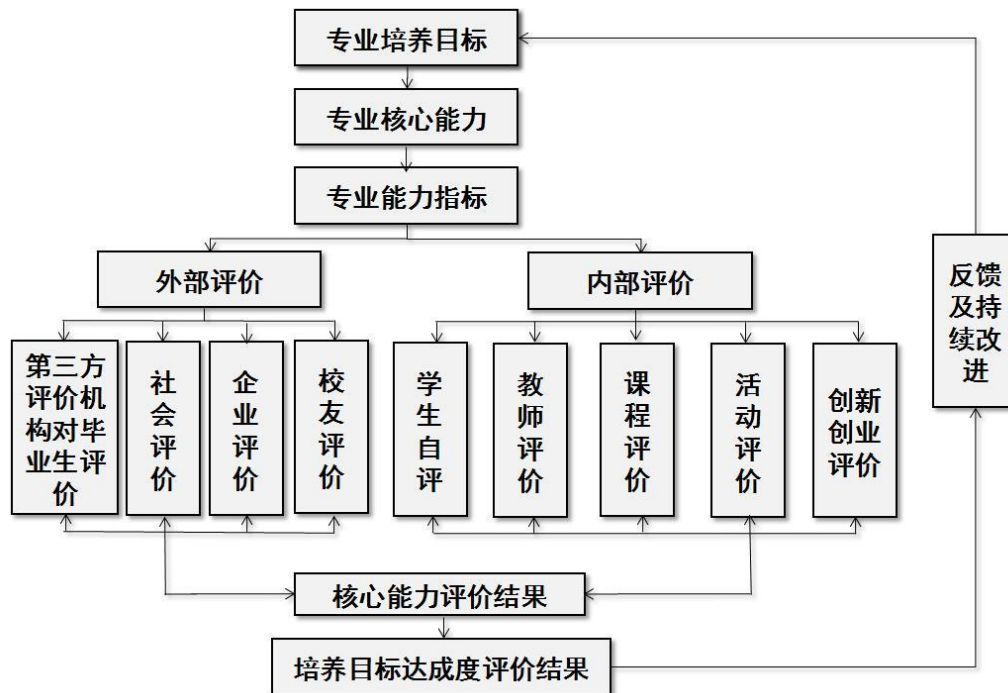 专业培养目标
专业核心能力
专业能力指标
外部评价
内部评价
第三方
评价机
构对毕
业生评
价
社
会
评
价
企
业
评
价
校
友
评
价
学
生
自
评
教
师
评
价
课
程
评
价
活
动
评
价
创新
创业
评价
反馈
及持
续改
进
核心能力评价结果
培养目标达成度评价结果